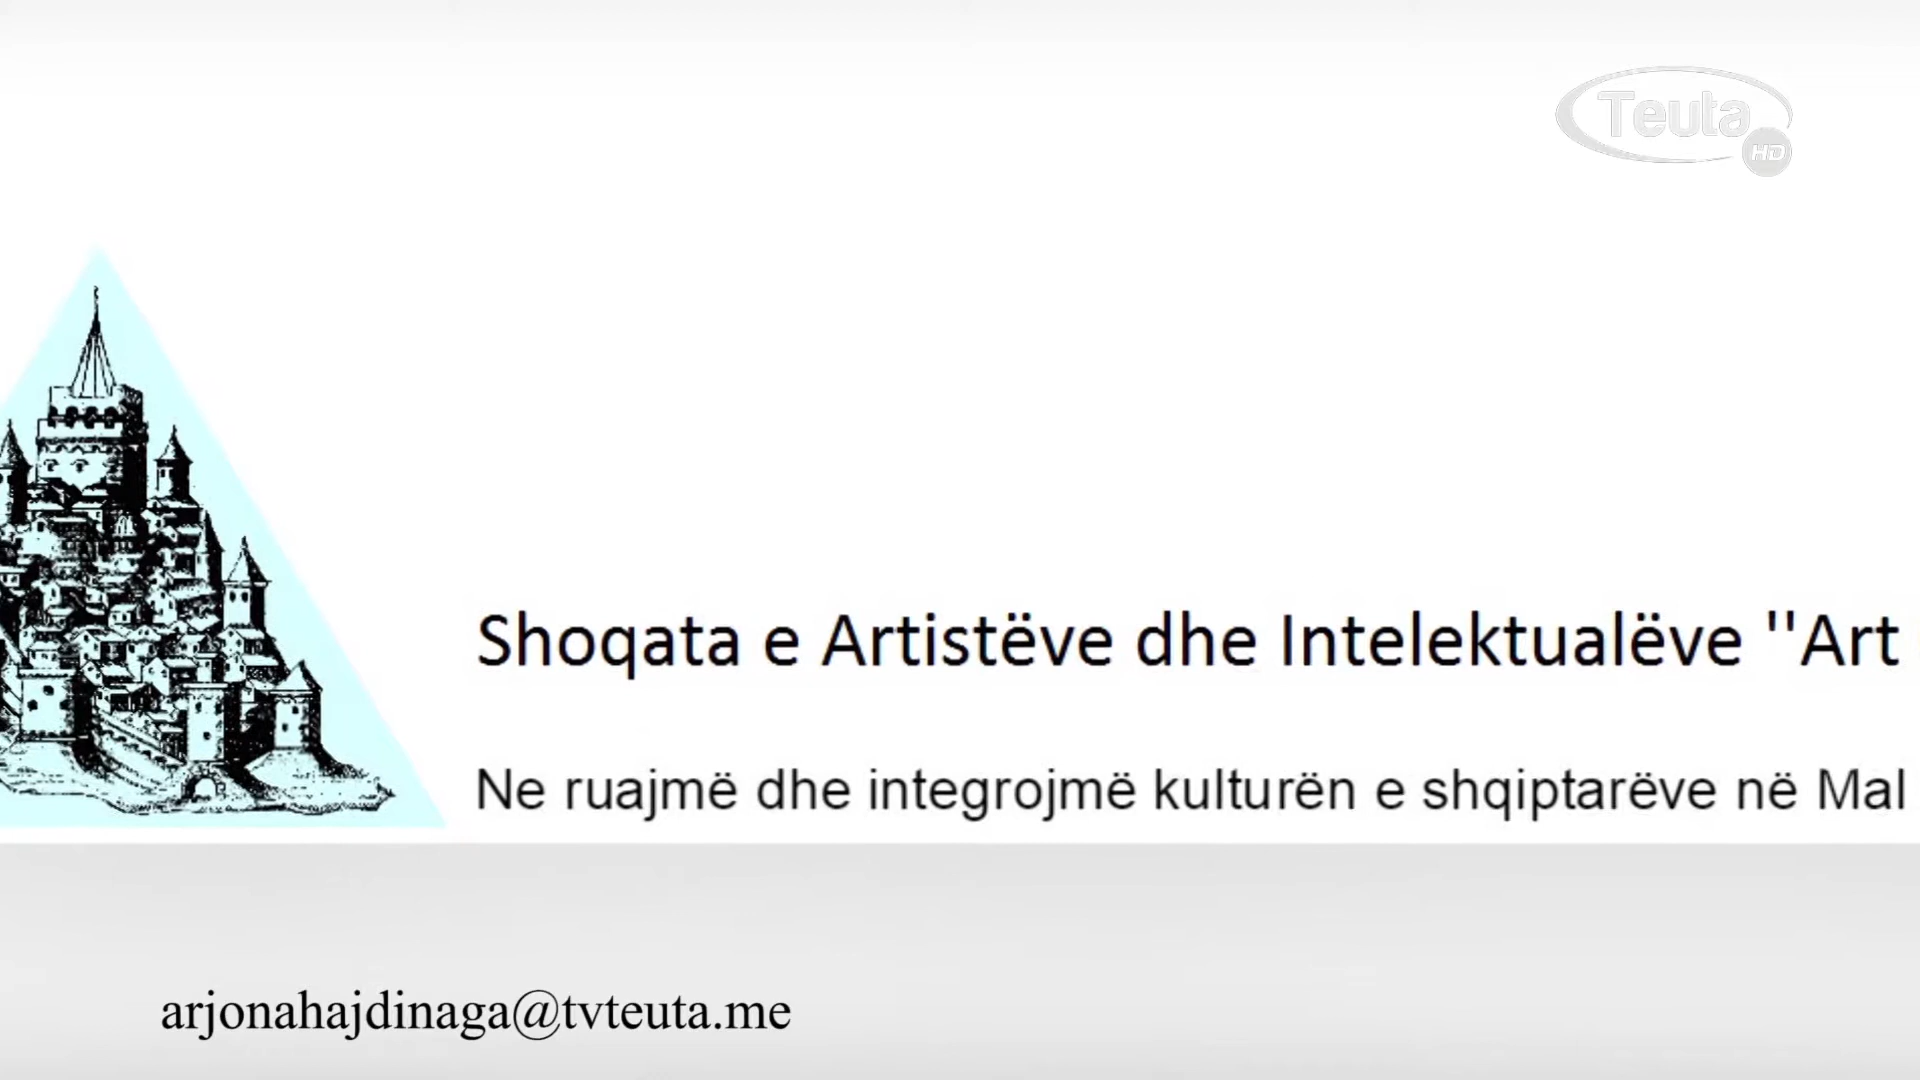 Teuta
HD
Shoqata e Artistëve dhe Intelektualëve "Art
Ne ruajmë dhe integrojmë kulturën e shqiptarëve në Mal
arjonahajdinaga@tvteuta.me